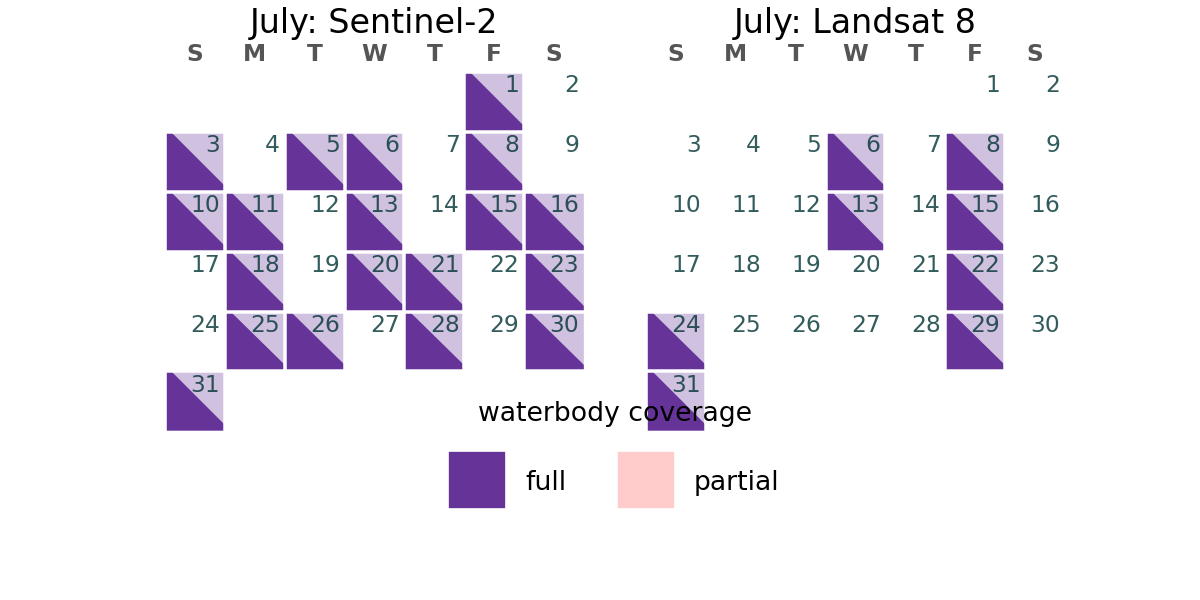 July: Sentinel-2
S M T W T F S
1 2
3 4 5 6 7 8 9
10 11 12 13 14 15 16
17 18 19 20 21 22 23
24 25 26 27 28 29 30
31
July: Landsat 8
S M T W T F S
1 2
3 4 5 6 7 8 9
10 11 12 13 14 15 16
17 18 19 20 21 22 23
24 25 26 27 28 29 30
31
waterbody coverage
full partial